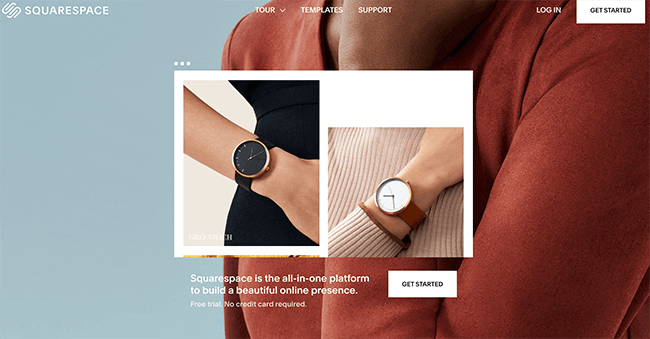 SQUARESPACE
TOUR
TEMPLATES
SUPPORT
LOG IN
GET STARTED
GREENWICH
Squarespace is the all-in-one platform
to build a beautiful online presence.
Free trial. No credit card required.
GET STARTED